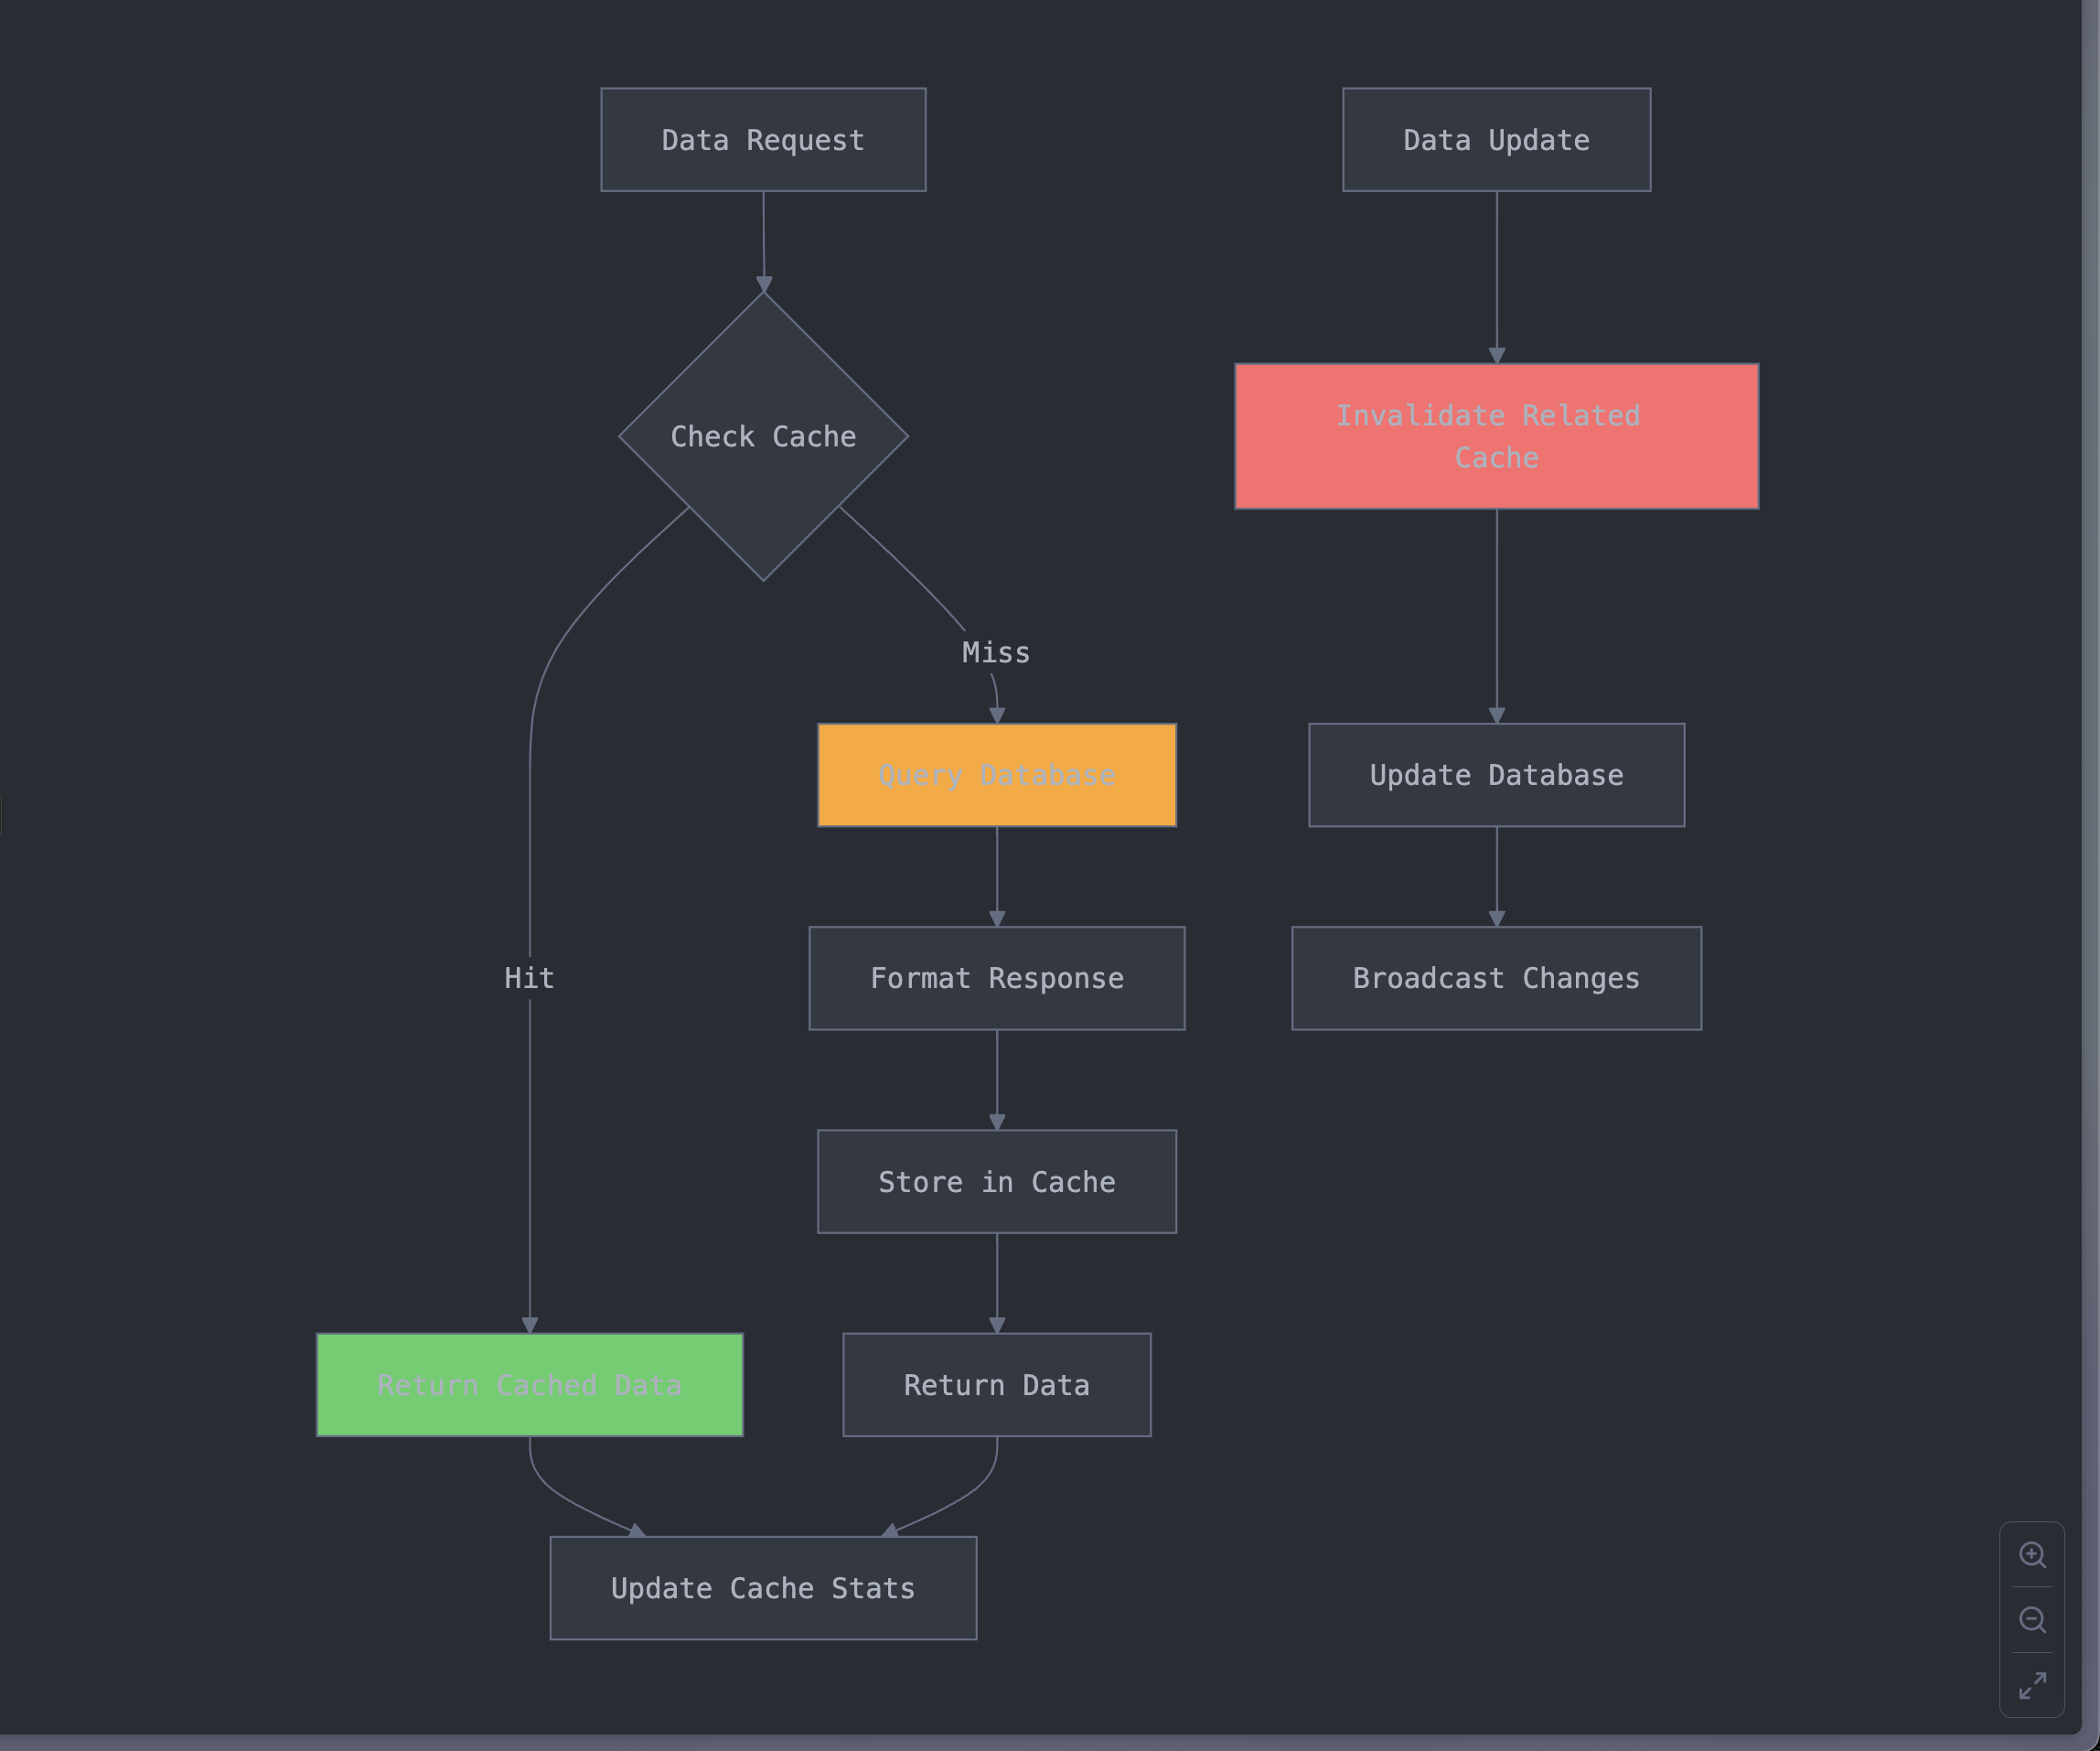 Data Request
Data Update
Check Cache
Invalidate Related
Cache
Miss
Query Database
Update Database
Hit
Format Response
Broadcast Changes
Store in Cache
Return Cached Data
Return Data
Update Cache Stats